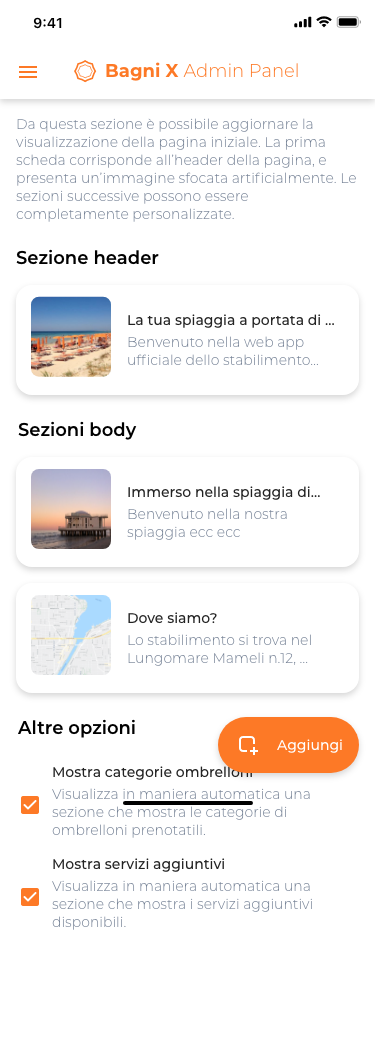 9:41
Bagni X Admin Panel
Da questa sezione è possibile aggiornare la
visualizzazione della pagina iniziale. La prima
scheda corrisponde all'header della pagina, e
presenta un'immagine sfocata artificialmente. Le
sezioni successive possono essere
completamente personalizzate.
Sezione header
La tua spiaggia a portata di ...
Benvenuto nella web app
ufficiale dello stabilimento...
Sezioni body
Immerso nella spiaggia di...
Benvenuto nella nostra
spiaggia ecc ecc
Dove siamo?
Lo stabilimento si trova nel
Lungomare Mameli n.12, ...
Altre opzioni
Aggiungi
Mostra categorie ombrelloni
Visualizza in maniera automatica una
sezione che mostra le categorie di
ombrelloni prenotatili.
Mostra servizi aggiuntivi
Visualizza in maniera automatica una
sezione che mostra i servizi aggiuntivi
disponibili.